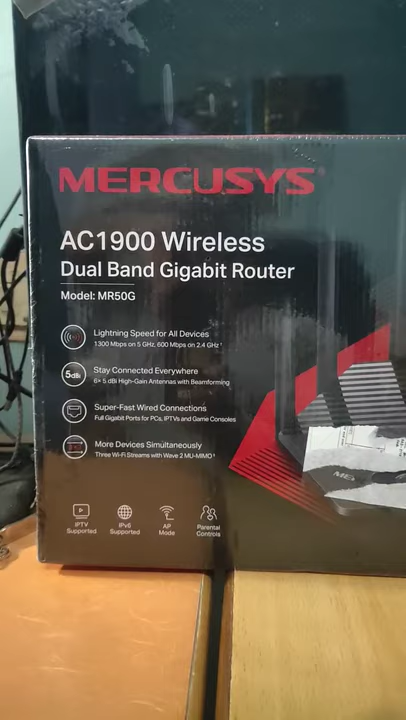 MERCUSYS®
AC1900 Wireless
Dual Band Gigabit Router
Model: MR50G
Lightning Speed for All Devices
1300 Mbps on 5 GHz, 600 Mbps on 2.4 GHz †
5dBi
Stay Connected Everywhere
6× 5 dBi High-Gain Antennas with Beamforming
Super-Fast Wired Connections
Full Gigabit Ports for PCs, IPTVs and Game Consoles
More Devices Simultaneously
Three Wi-Fi Streams with Wave 2 MU-MIMO §
IPTV
Supported
IPv6
Supported
AP
Mode
Parental
Controls